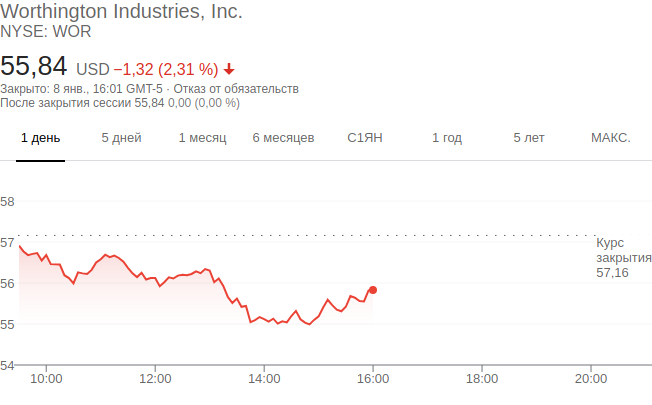 Worthington Industries, Inc.
NYSE: WOR
55,84 USD −1,32 (2,31 %)
Закрыто: 8 янв., 16:01 GMT-5 · Отказ от обязательств
После закрытия сессии 55,84 0,00 (0,00 %)
1 день 5 дней 1 месяц 6 месяцев С1ЯН 1 год 5 лет МАКС.
58
57
56
55
54
Курс
закрытия
57,16
10:00 12:00 14:00 16:00 18:00 20:00